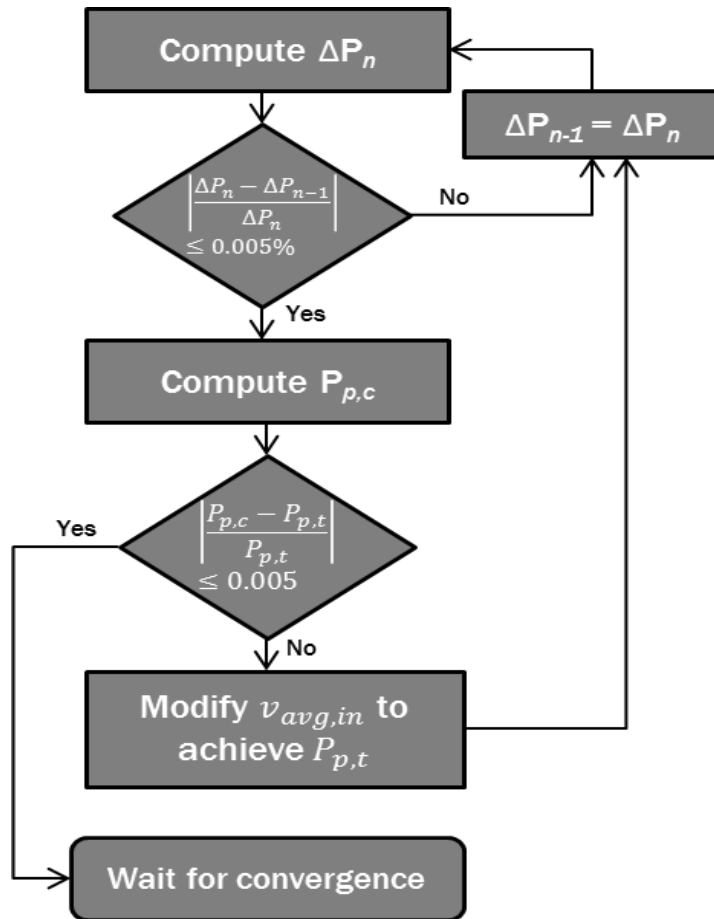 Compute ΔP_n
ΔP_{n-1} = ΔP_n
|(ΔP_n − ΔP_{n−1}) / ΔP_n|
≤ 0.005%
No
Yes
Compute P_{p,c}
Yes
|(P_{p,c} − P_{p,t}) / P_{p,t}|
≤ 0.005
No
Modify v_{avg,in} to
achieve P_{p,t}
Wait for convergence